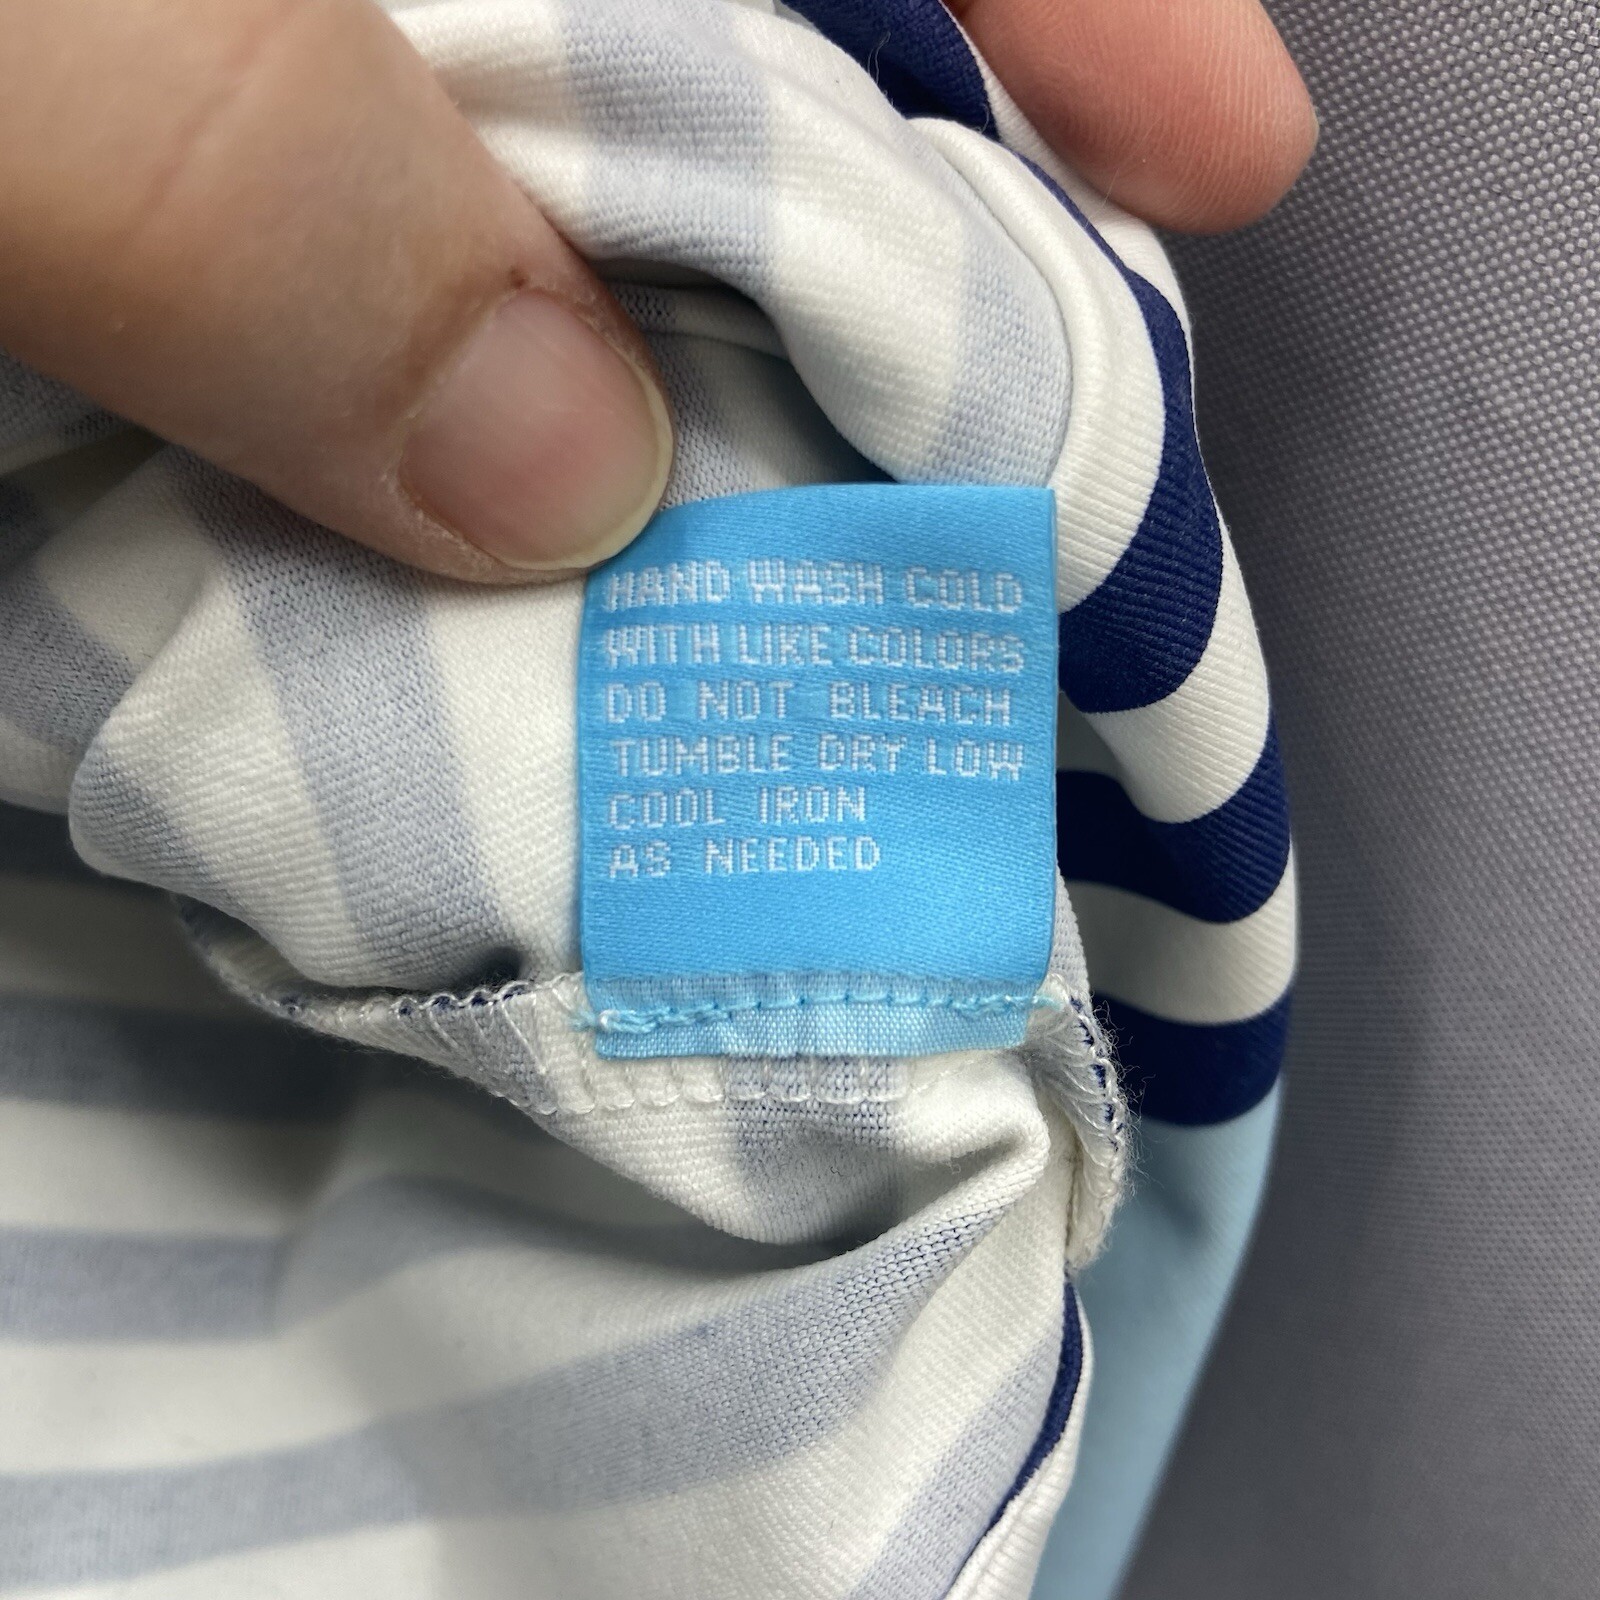 HAND WASH COLD
WITH LIKE COLORS
DO NOT BLEACH
TUMBLE DRY LOW
COOL IRON
AS NEEDED